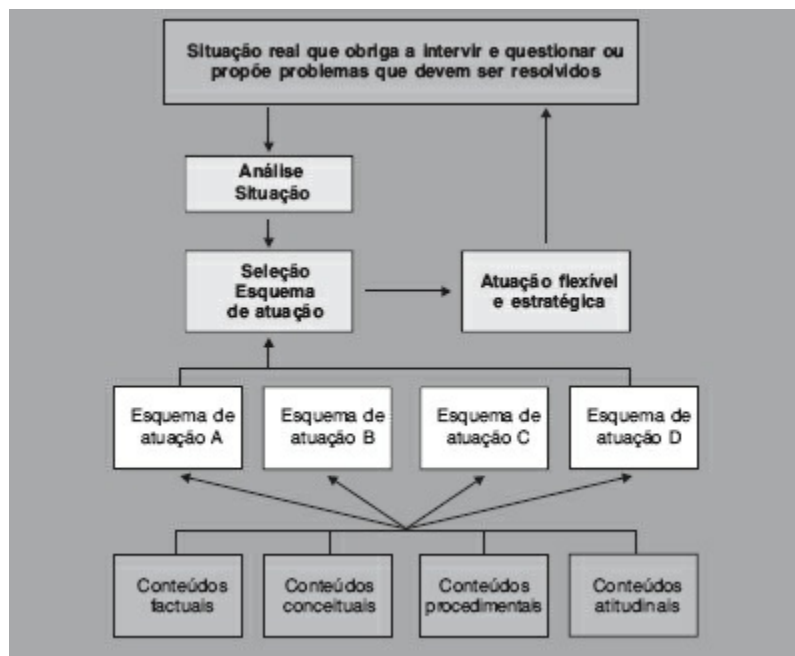 Situação real que obriga a intervir e questionar ou
propõe problemas que devem ser resolvidos
Análise
Situação
Seleção
Esquema
de atuação
Atuação flexível
e estratégica
Esquema de
atuação A
Esquema de
atuação B
Esquema de
atuação C
Esquema de
atuação D
Conteúdos
factuais
Conteúdos
conceituais
Conteúdos
procedimentais
Conteúdos
atitudinais